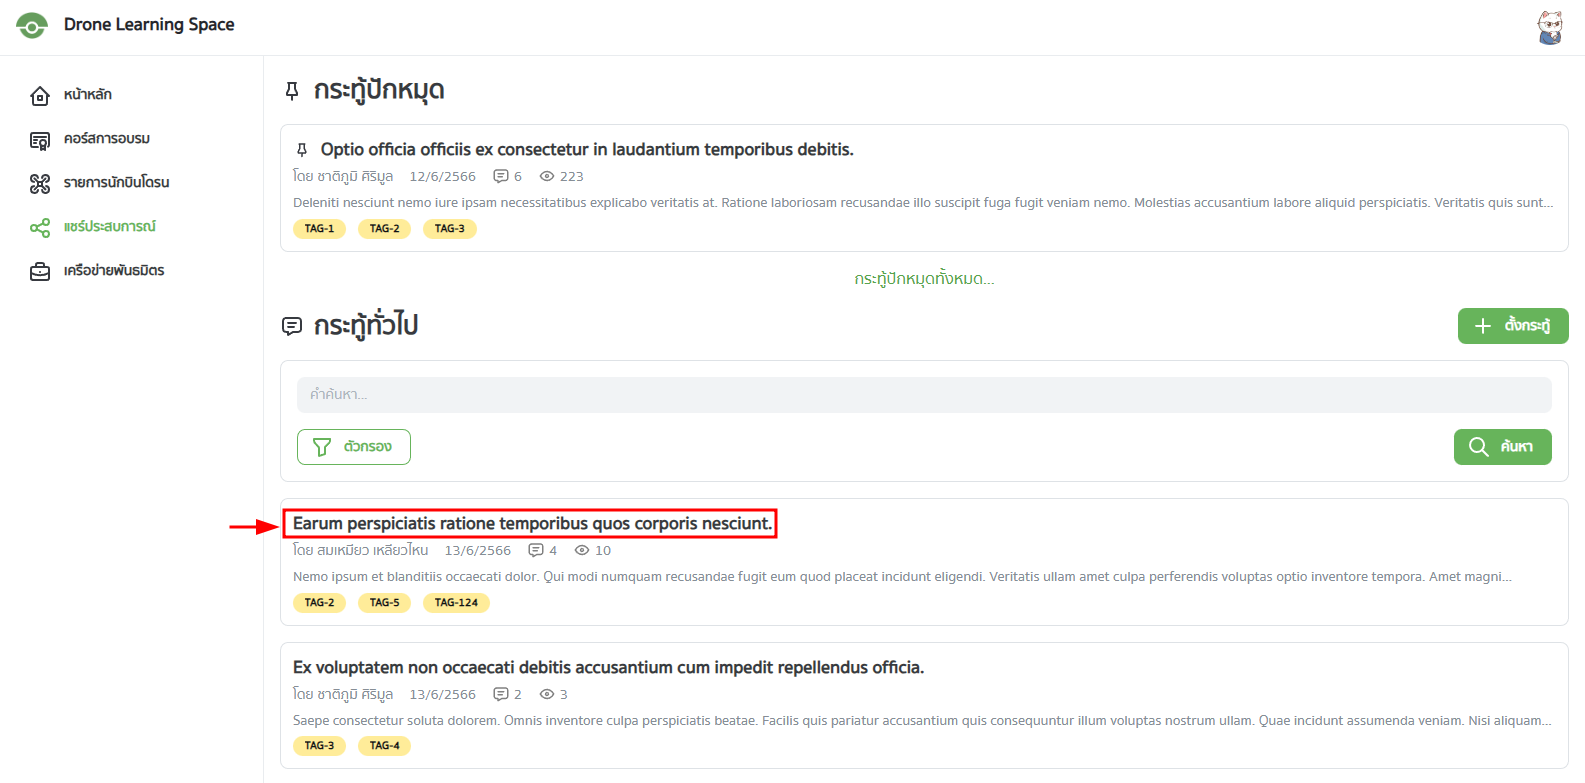 Drone Learning Space
หน้าหลัก
คอร์สการอบรม
รายการนักบินโดรน
แชร์ประสบการณ์
เครือข่ายพันธมิตร
กระทู้ปักหมุด
Optio officia officiis ex consectetur in laudantium temporibus debitis.
โดย ชาติภูมิ ศิริมูล 12/6/2566 6 223
Deleniti nesciunt nemo iure ipsam necessitatibus explicabo veritatis at. Ratione laboriosam recusandae illo suscipit fuga fugit veniam nemo. Molestias accusantium labore aliquid perspiciatis. Veritatis quis sunt...
TAG-1 TAG-2 TAG-3
กระทู้ปักหมุดทั้งหมด...
กระทู้ทั่วไป
ตั้งกระทู้
คำค้นหา...
ตัวกรอง
ค้นหา
Earum perspiciatis ratione temporibus quos corporis nesciunt.
โดย สมเหมียว เหลียวไหน 13/6/2566 4 10
Nemo ipsum et blanditiis occaecati dolor. Qui modi numquam recusandae fugit eum quod placeat incidunt eligendi. Veritatis ullam amet culpa perferendis voluptas optio inventore tempora. Amet magni...
TAG-2 TAG-5 TAG-124
Ex voluptatem non occaecati debitis accusantium cum impedit repellendus officia.
โดย ชาติภูมิ ศิริมูล 13/6/2566 2 3
Saepe consectetur soluta dolorem. Omnis inventore culpa perspiciatis beatae. Facilis quis pariatur accusantium quis consequuntur illum voluptas nostrum ullam. Quae incidunt assumenda veniam. Nisi aliquam...
TAG-3 TAG-4